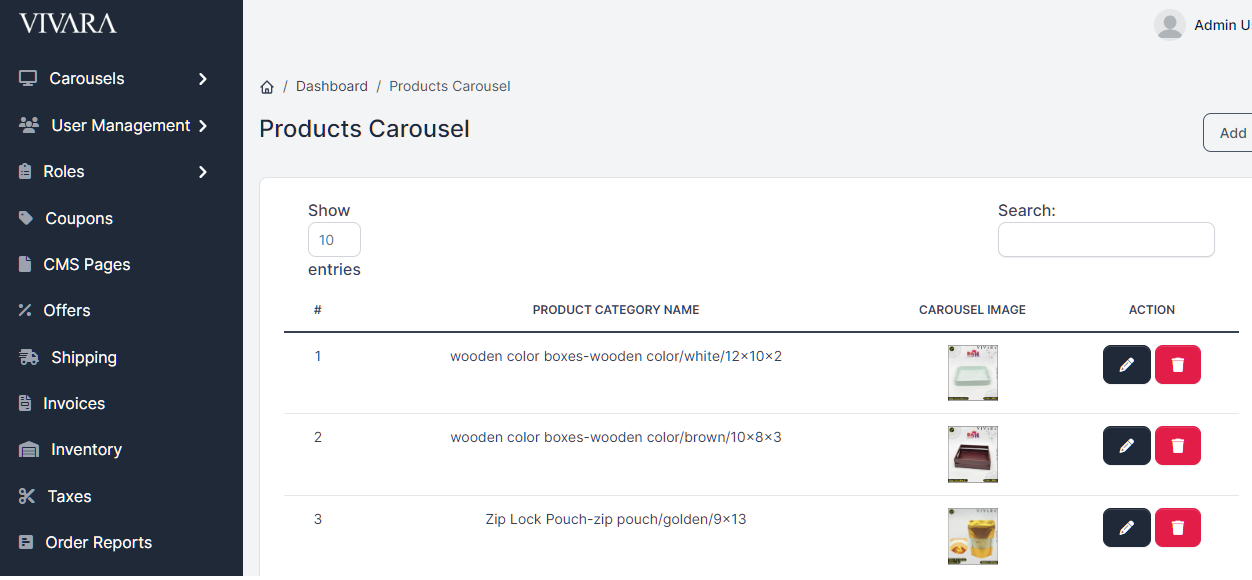 VIVARA
Admin U
Carousels
User Management
Roles
Coupons
CMS Pages
Offers
Shipping
Invoices
Inventory
Taxes
Order Reports
/ Dashboard / Products Carousel
Products Carousel
Add
Show
10
entries
Search:
# PRODUCT CATEGORY NAME CAROUSEL IMAGE ACTION
1 wooden color boxes-wooden color/white/12×10×2
VIVARA
2 wooden color boxes-wooden color/brown/10×8×3
VIVARA
3 Zip Lock Pouch-zip pouch/golden/9×13
VIVARA